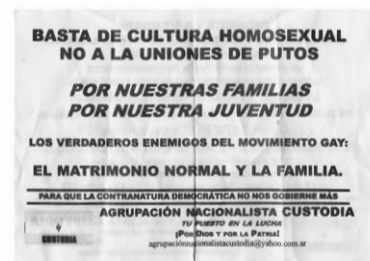 BASTA DE CULTURA HOMOSEXUAL
NO A LA UNIONES DE PUTOS
POR NUESTRAS FAMILIAS
POR NUESTRA JUVENTUD
LOS VERDADEROS ENEMIGOS DEL MOVIMIENTO GAY:
EL MATRIMONIO NORMAL Y LA FAMILIA.
PARA QUE LA CONTRANATURA DEMOCRÁTICA NO NOS GOBIERNE MÁS
AGRUPACIÓN NACIONALISTA CUSTODIA
TU PUESTO EN LA LUCHA
¡POR DIOS Y POR LA PATRIA!
agrupaciónnacionalistacustodia@yahoo.com.ar
CUSTODIA